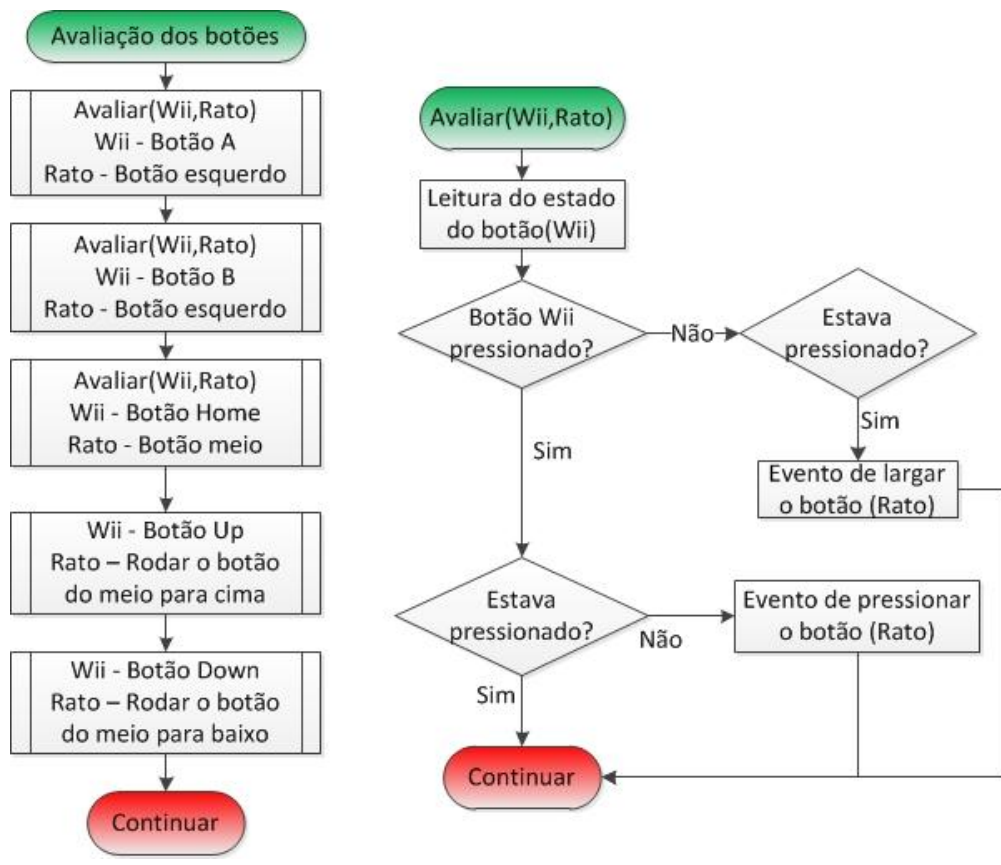 Avaliação dos botões
Avaliar(Wii,Rato)
Wii - Botão A
Rato - Botão esquerdo
Avaliar(Wii,Rato)
Wii - Botão B
Rato - Botão esquerdo
Avaliar(Wii,Rato)
Wii - Botão Home
Rato - Botão meio
Wii - Botão Up
Rato – Rodar o botão
do meio para cima
Wii - Botão Down
Rato – Rodar o botão
do meio para baixo
Continuar
Avaliar(Wii,Rato)
Leitura do estado
do botão(Wii)
Botão Wii
pressionado?
Não
Estava
pressionado?
Sim
Evento de largar
o botão (Rato)
Sim
Estava
pressionado?
Não
Evento de pressionar
o botão (Rato)
Sim
Continuar